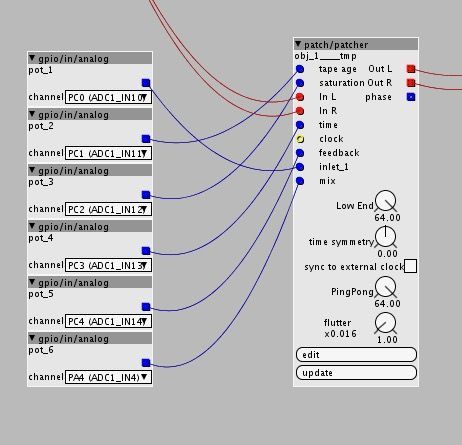 gpio/in/analog
pot_1
channel PC0 (ADC1_IN10
gpio/in/analog
pot_2
channel PC1 (ADC1_IN11
gpio/in/analog
pot_3
channel PC2 (ADC1_IN12
gpio/in/analog
pot_4
channel PC3 (ADC1_IN13
gpio/in/analog
pot_5
channel PC4 (ADC1_IN14
gpio/in/analog
pot_6
channel PA4 (ADC1_IN4)
patch/patcher
obj_1____tmp
tape age Out L
saturation Out R
In L phase
In R
time
clock
feedback
inlet_1
mix
Low End
64.00
time symmetry
0.00
sync to external clock
PingPong
64.00
flutter
x0.016
1.00
edit
update